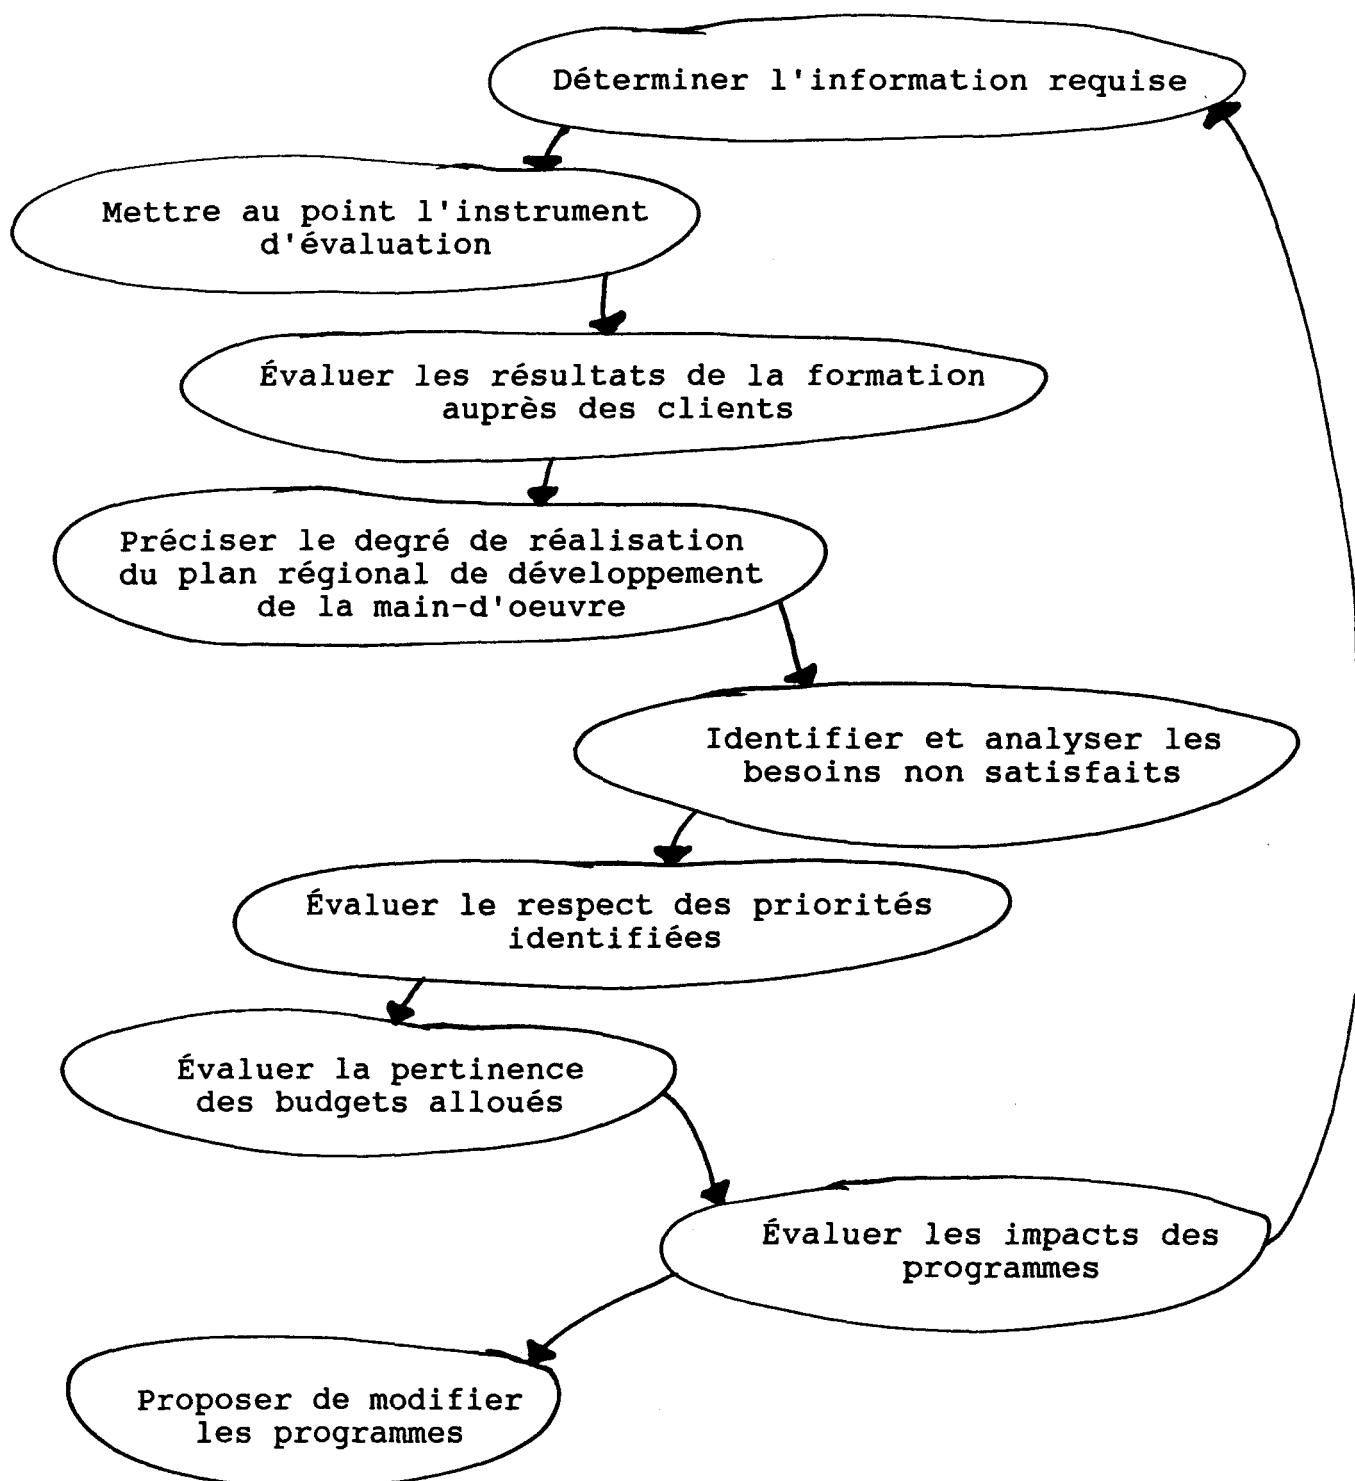 Déterminer l'information requise
Mettre au point l'instrument
d'évaluation
Évaluer les résultats de la formation
auprès des clients
Préciser le degré de réalisation
du plan régional de développement
de la main-d'oeuvre
Identifier et analyser les
besoins non satisfaits
Évaluer le respect des priorités
identifiées
Évaluer la pertinence
des budgets alloués
Évaluer les impacts des
programmes
Proposer de modifier
les programmes